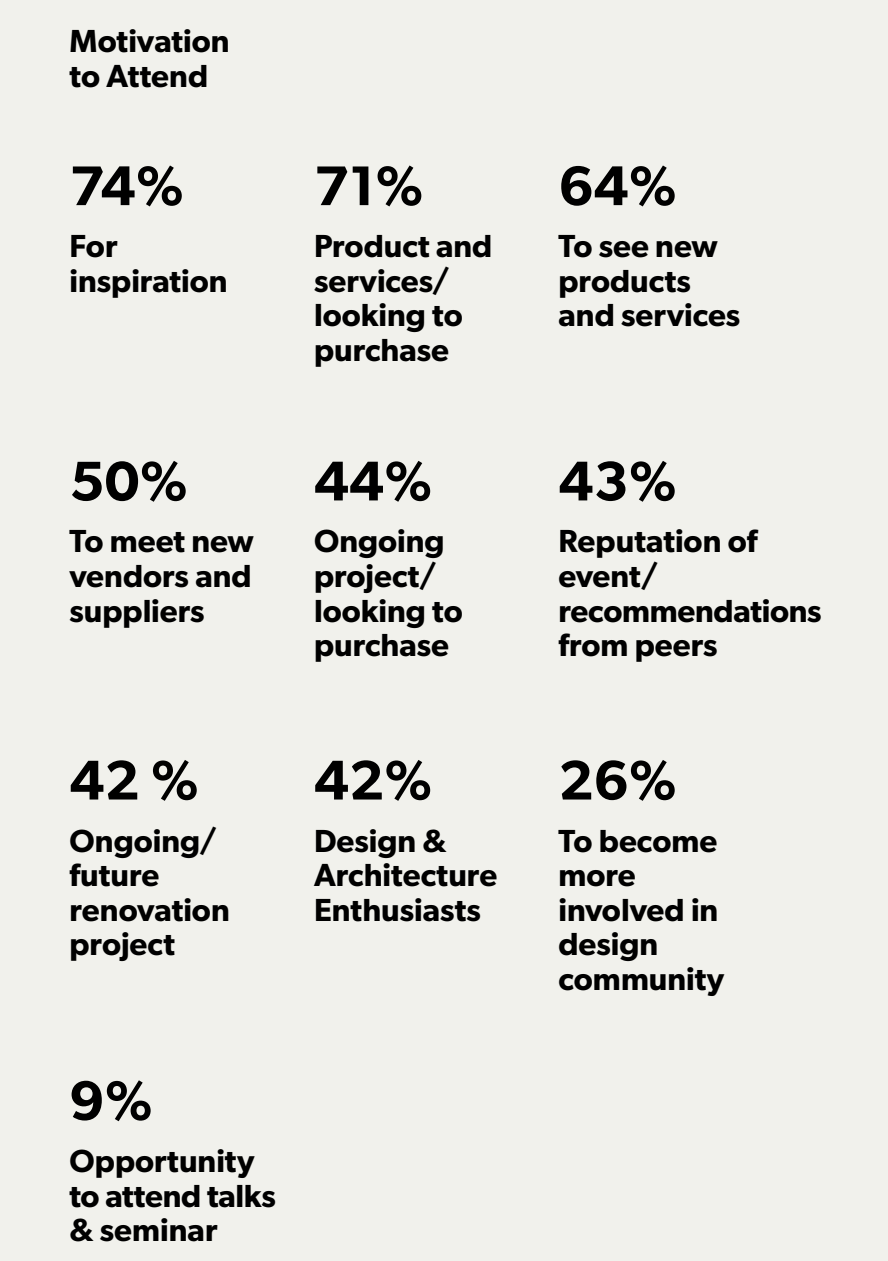 Motivation
to Attend
74%
For
inspiration
71%
Product and
services/
looking to
purchase
64%
To see new
products
and services
50%
To meet new
vendors and
suppliers
44%
Ongoing
project/
looking to
purchase
43%
Reputation of
event/
recommendations
from peers
42 %
Ongoing/
future
renovation
project
42%
Design &
Architecture
Enthusiasts
26%
To become
more
involved in
design
community
9%
Opportunity
to attend talks
& seminar